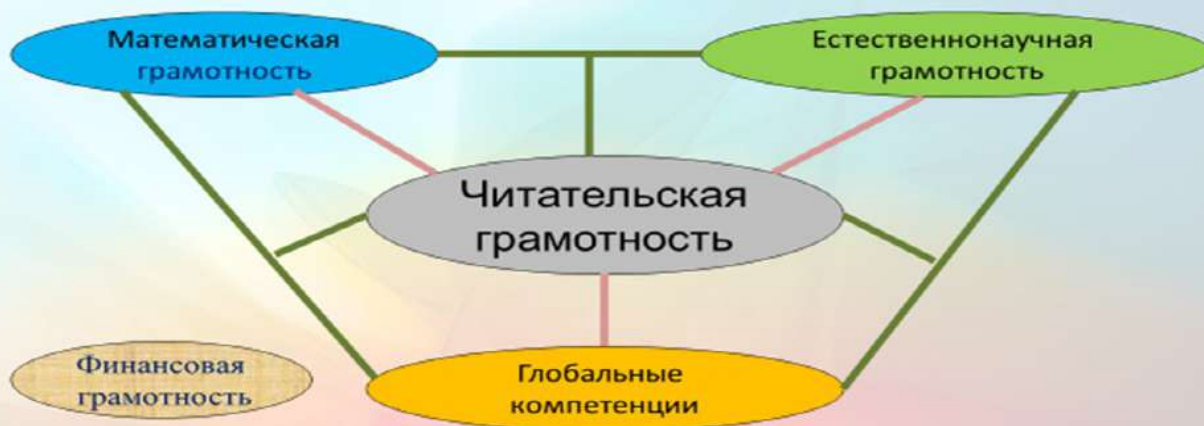 Математическая
грамотность
Естественнонаучная
грамотность
Читательская
грамотность
Финансовая
грамотность
Глобальные
компетенции